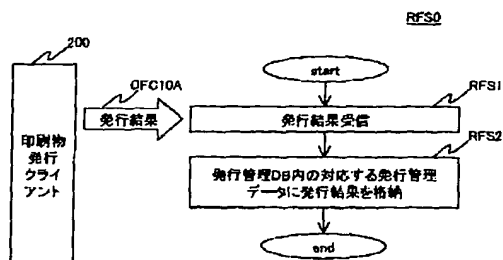 RFS0
200
OFC10A
start
RFS1
発行結果
発行結果受信
RFS2
印刷物
発行
クライ
アント
発行管理DB内の対応する発行管理
データに発行結果を格納
end